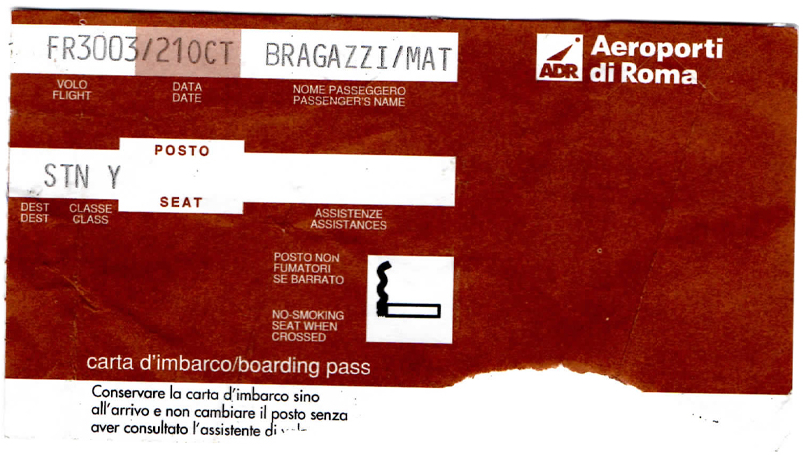 FR3003/21OCT BRAGAZZI/MAT
ADR Aeroporti
di Roma
VOLO
FLIGHT
DATA
DATE
NOME PASSEGGERO
PASSENGER'S NAME
POSTO
STN Y
SEAT
DEST
DEST
CLASSE
CLASS
ASSISTENZE
ASSISTANCES
POSTO NON
FUMATORI
SE BARRATO
NO-SMOKING
SEAT WHEN
CROSSED
carta d'imbarco/boarding pass
Conservare la carta d'imbarco sino
all'arrivo e non cambiare il posto senza
aver consultato l'assistente di